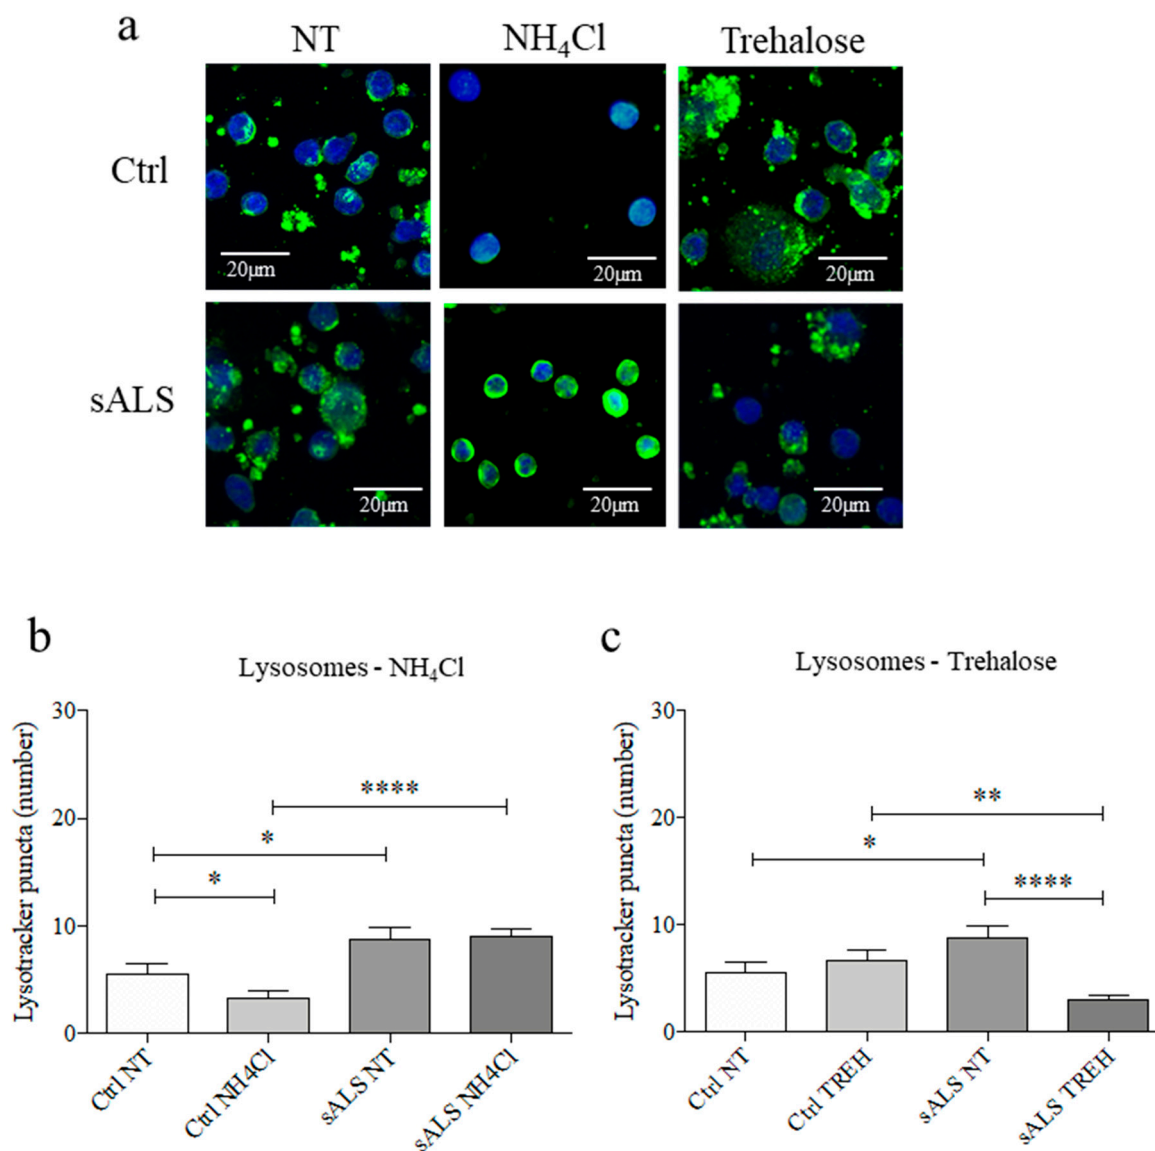 a
NT NH₄Cl Trehalose
Ctrl
20µm 20µm 20µm
sALS
20µm 20µm 20µm
b
Lysosomes - NH₄Cl
Lysotracker puncta (number)
30
20
10
0
****
*
*
Ctrl NT
Ctrl NH4Cl
sALS NT
sALS NH4Cl
c
Lysosomes - Trehalose
Lysotracker puncta (number)
30
20
10
0
**
*
****
Ctrl NT
Ctrl TREH
sALS NT
sALS TREH